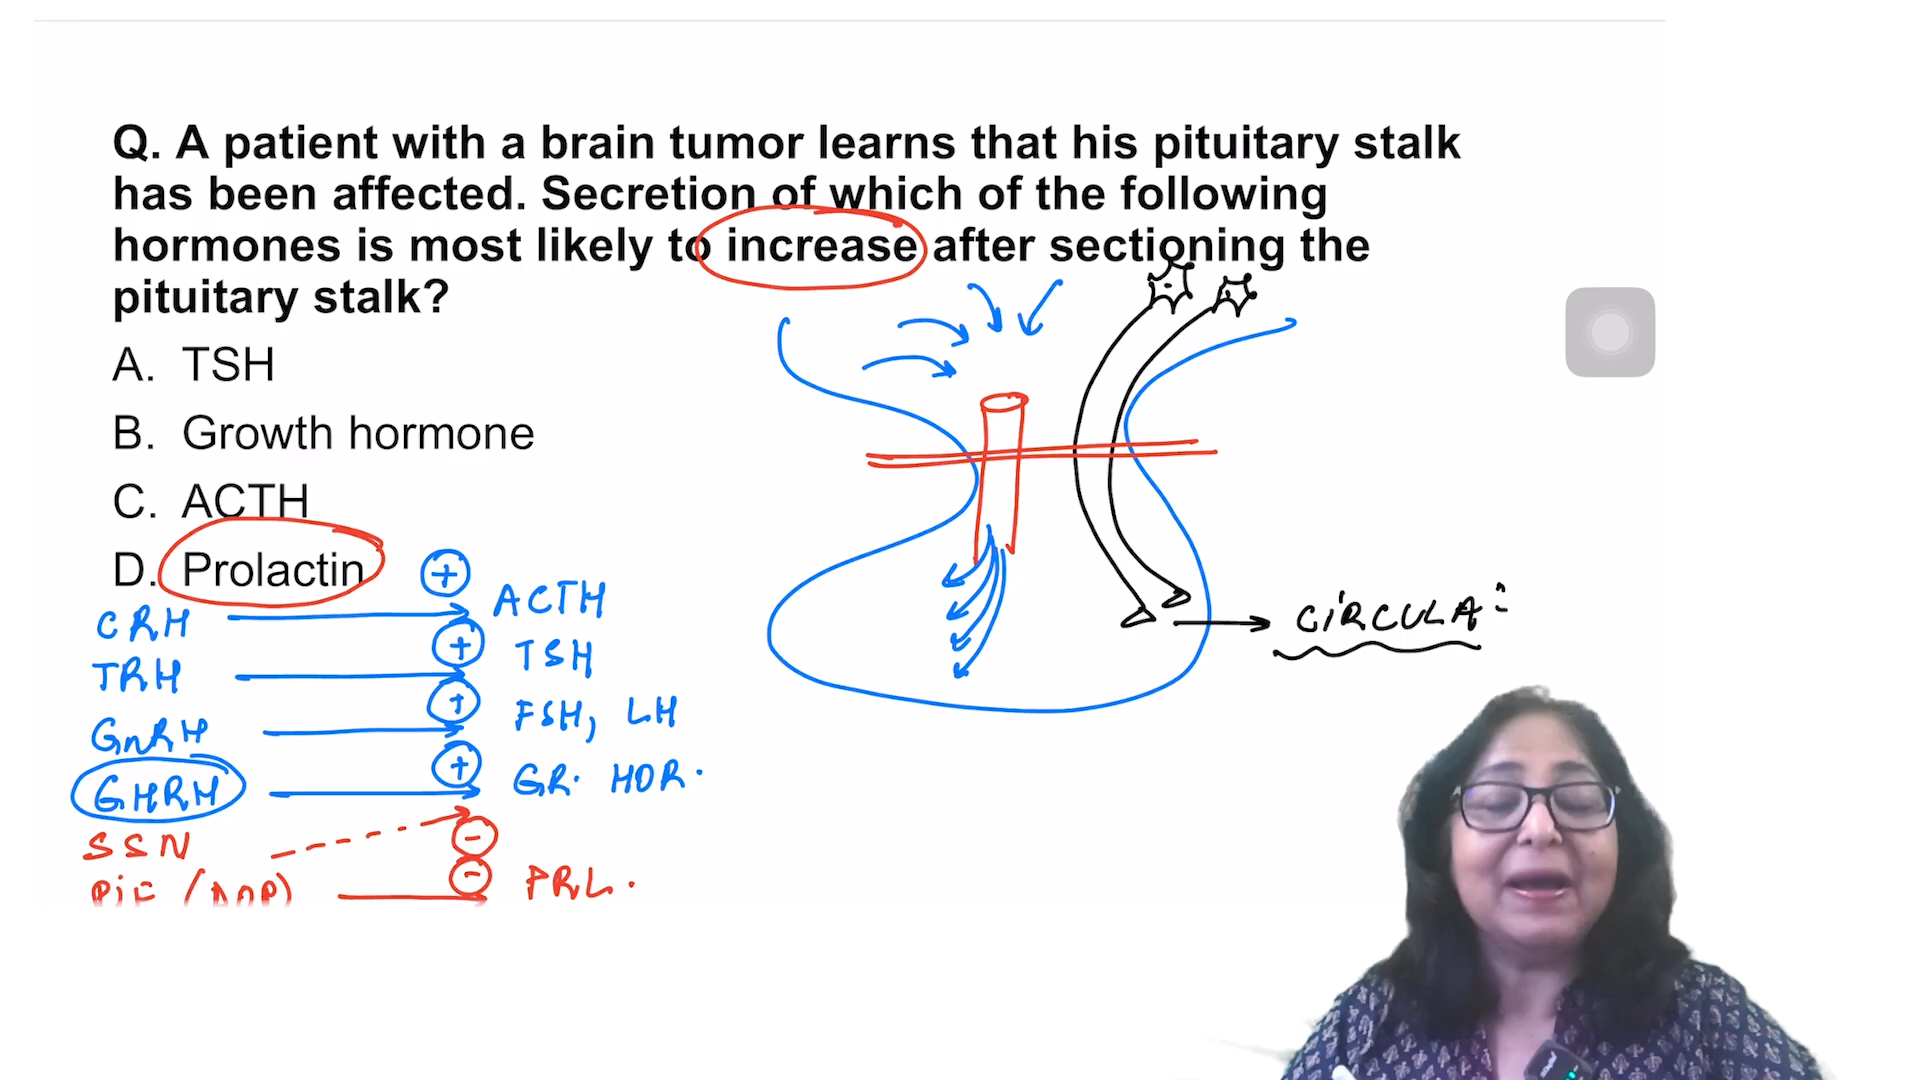 Q. A patient with a brain tumor learns that his pituitary stalk
has been affected. Secretion of which of the following
hormones is most likely to increase after sectioning the
pituitary stalk?
A. TSH
B. Growth hormone
C. ACTH
D. Prolactin
CRH + ACTH
TRH + TSH
GnRH + FSH, LH
GHRH + GR. HOR.
SSN -
PiF - PRL.
CiRCULA